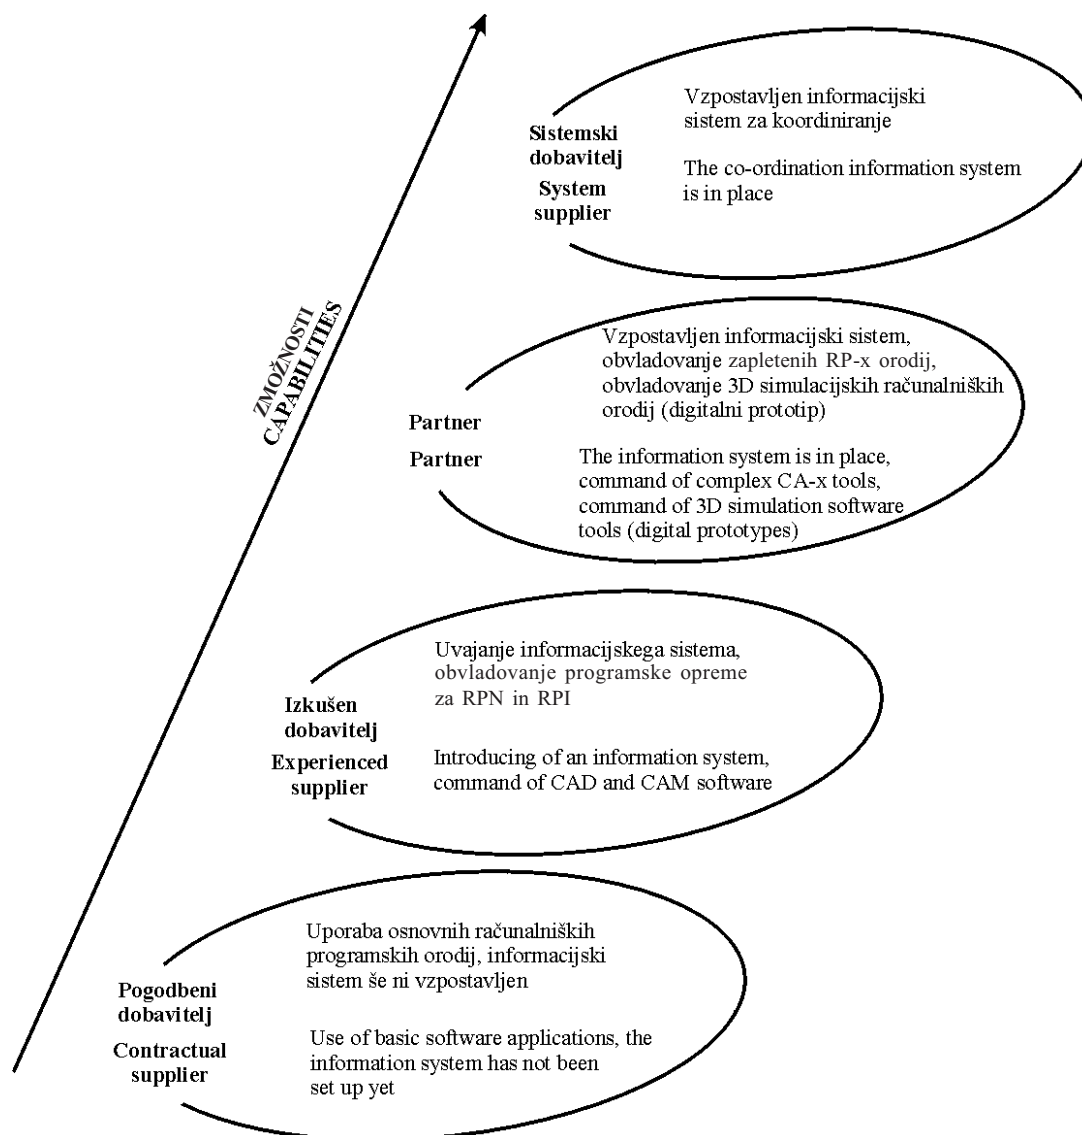 Sistemski
dobavitelj
System
supplier
Vzpostavljen informacijski
sistem za koordiniranje
The co-ordination information system
is in place
ZMOŽNOSTI
CAPABILITIES
Partner
Partner
Vzpostavljen informacijski sistem,
obvladovanje zapletenih RP-x orodij,
obvladovanje 3D simulacijskih računalniških
orodij (digitalni prototip)
The information system is in place,
command of complex CA-x tools,
command of 3D simulation software
tools (digital prototypes)
Izkušen
dobavitelj
Experienced
supplier
Uvajanje informacijskega sistema,
obvladovanje programske opreme
za RPN in RPI
Introducing of an information system,
command of CAD and CAM software
Pogodbeni
dobavitelj
Contractual
supplier
Uporaba osnovnih računalniških
programskih orodij, informacijski
sistem še ni vzpostavljen
Use of basic software applications, the
information system has not been
set up yet